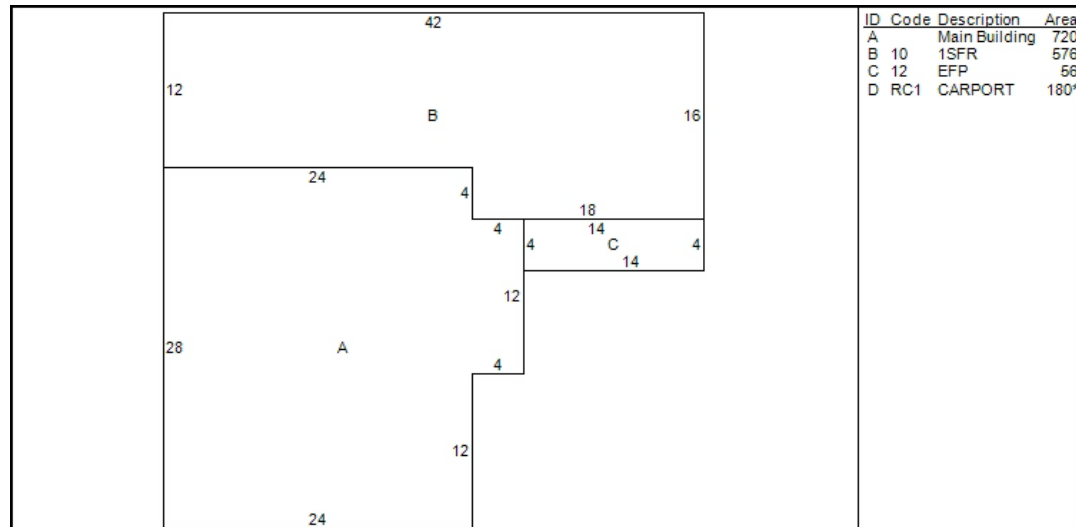 42
12
B
16
24
4
18
4
14
4
C
4
14
12
28
A
4
12
24
ID Code Description Area
A Main Building 720
B 10 1SFR 576
C 12 EFP 56
D RC1 CARPORT 180*